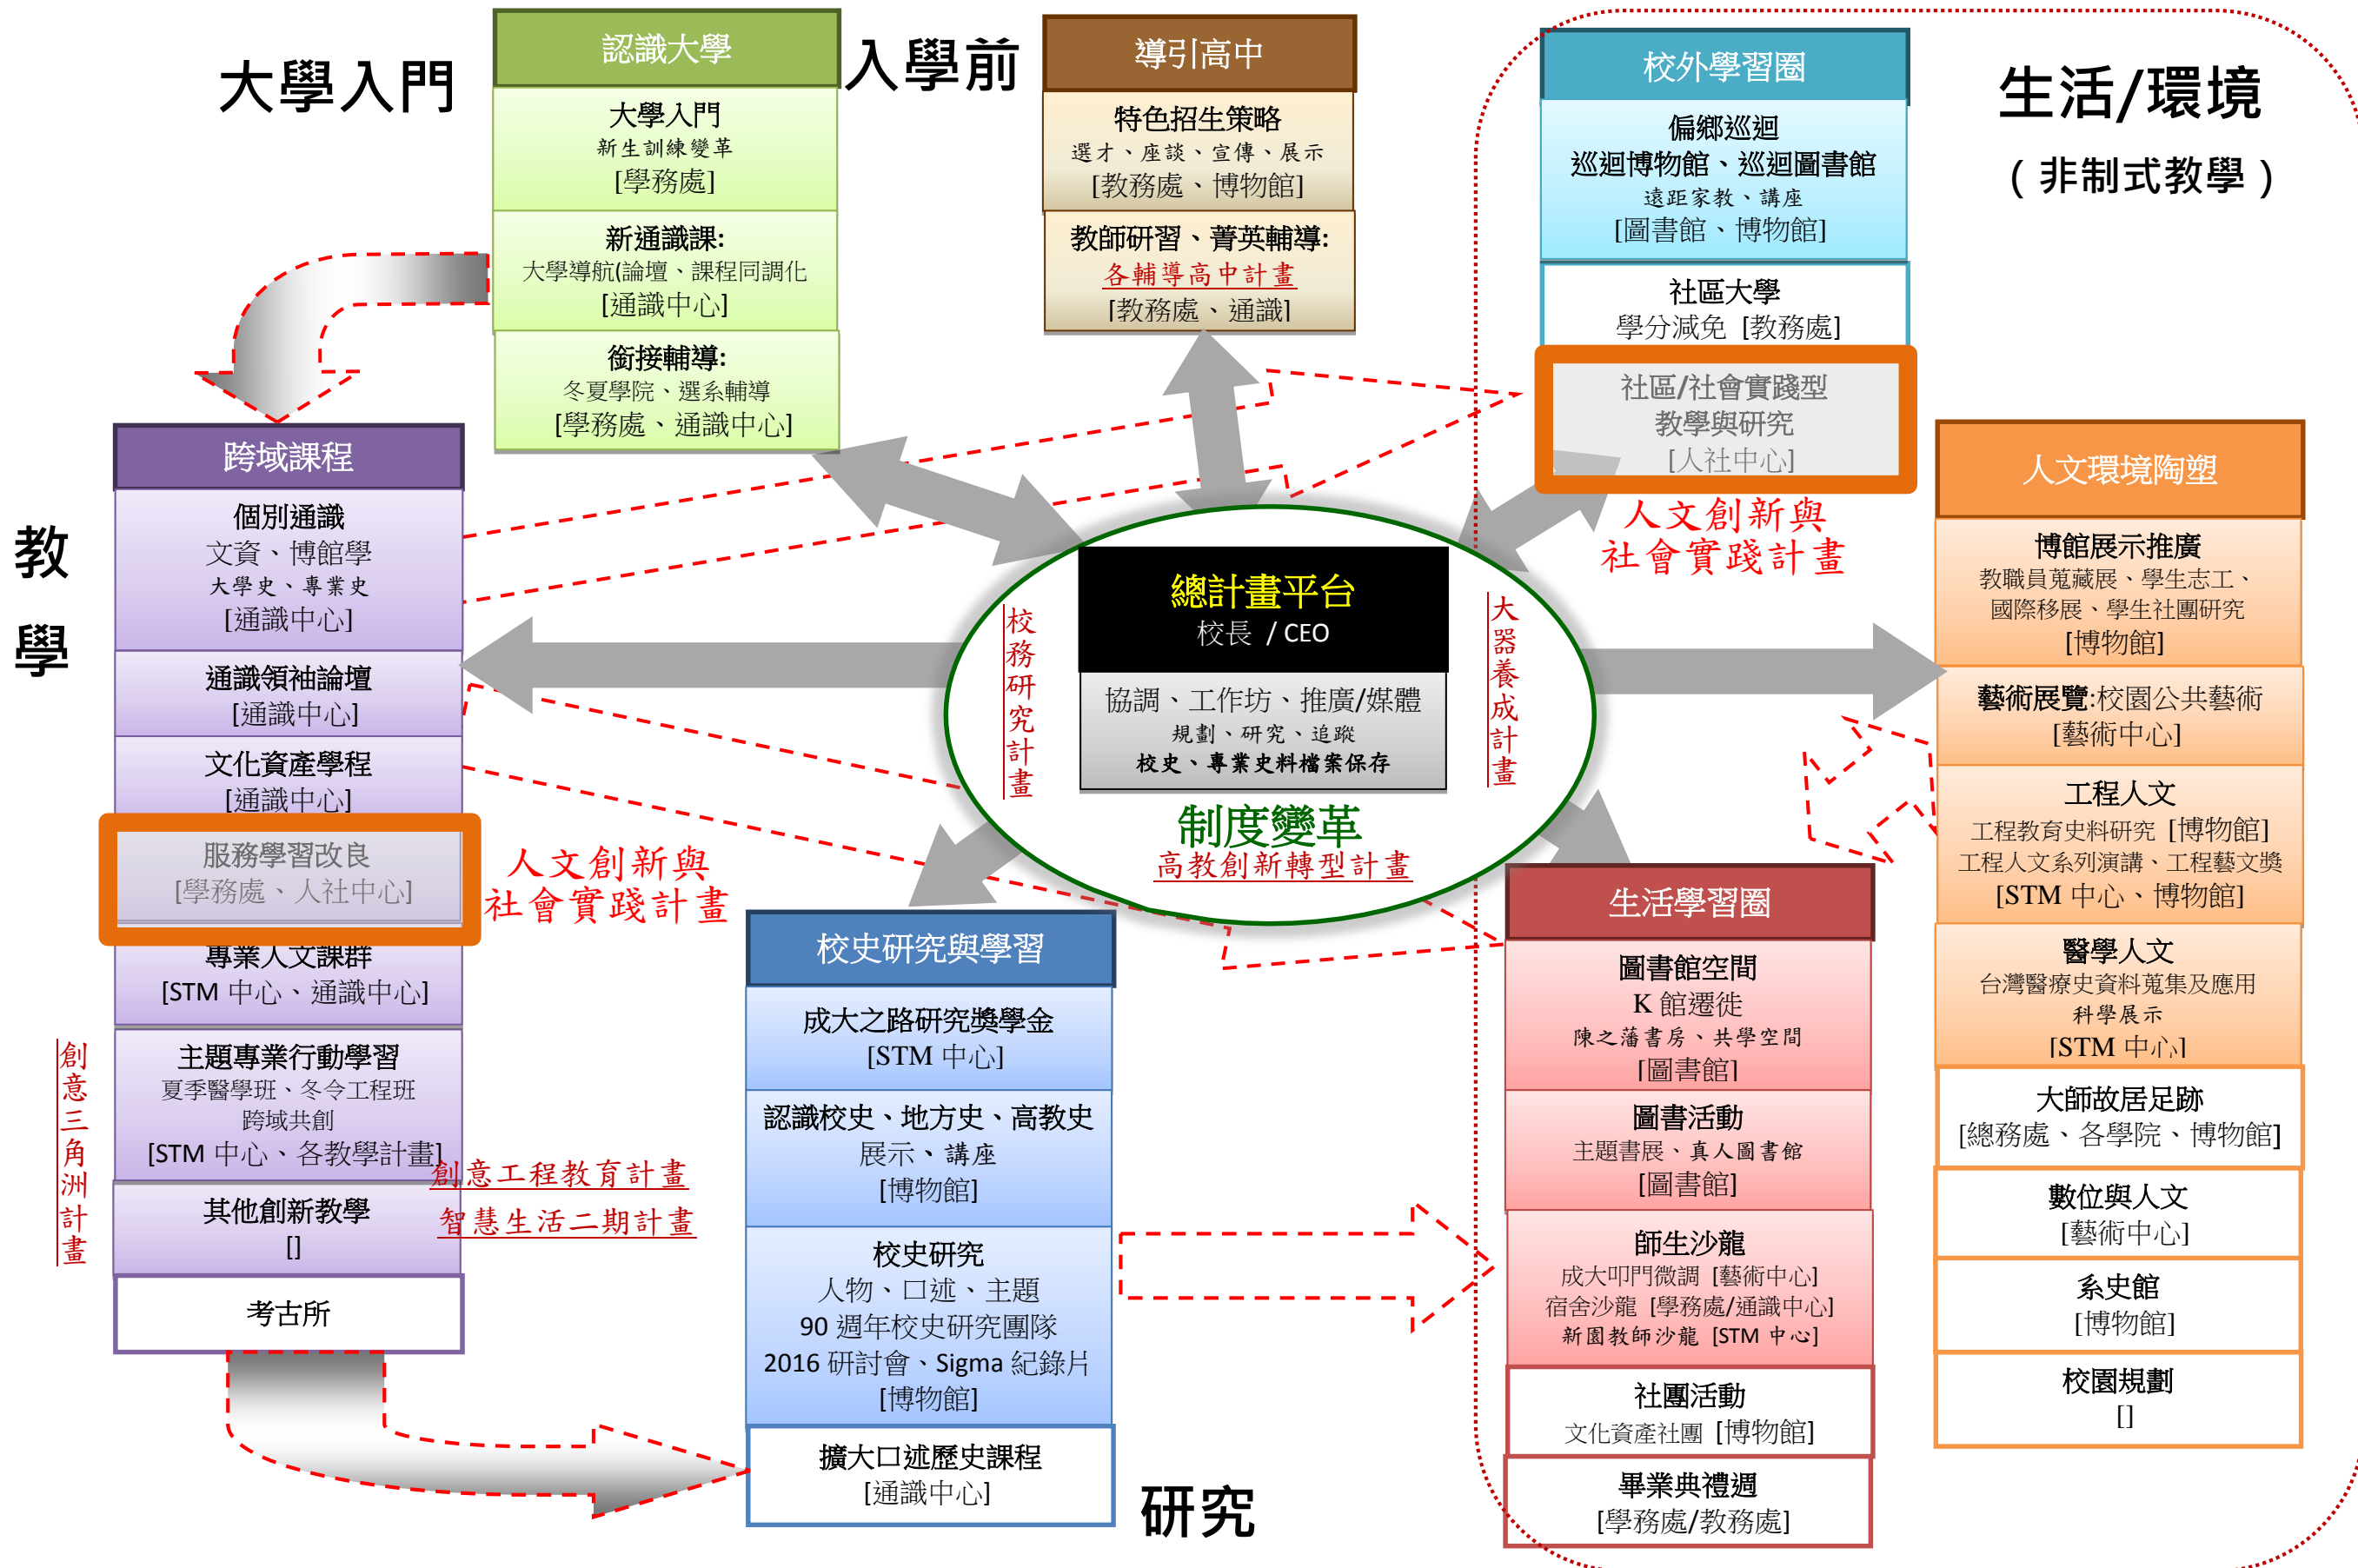 大學入門
認識大學
大學入門
新生訓練變革
[學務處]
新通識課:
大學導航(論壇、課程同調化
[通識中心]
銜接輔導:
冬夏學院、選系輔導
[學務處、通識中心]
入學前
導引高中
特色招生策略
選才、座談、宣傳、展示
[教務處、博物館]
教師研習、菁英輔導:
各輔導高中計畫
[教務處、通識]
校外學習圈
偏鄉巡迴
巡迴博物館、巡迴圖書館
遠距家教、講座
[圖書館、博物館]
社區大學
學分減免 [教務處]
社區/社會實踐型
教學與研究
[人社中心]
人文創新與
社會實踐計畫
生活/環境
(非制式教學)
教
學
跨域課程
個別通識
文資、博館學
大學史、專業史
[通識中心]
通識領袖論壇
[通識中心]
文化資產學程
[通識中心]
服務學習改良
[學務處、人社中心]
專業人文課群
[STM 中心、通識中心]
主題專業行動學習
夏季醫學班、冬令工程班
跨域共創
[STM 中心、各教學計畫]
其他創新教學
[]
考古所
人文創新與
社會實踐計畫
創意三角洲計畫
創意工程教育計畫
智慧生活二期計畫
校務研究計畫
總計畫平台
校長 / CEO
協調、工作坊、推廣/媒體
規劃、研究、追蹤
校史、專業史料檔案保存
大器養成計畫
制度變革
高教創新轉型計畫
校史研究與學習
成大之路研究獎學金
[STM 中心]
認識校史、地方史、高教史
展示、講座
[博物館]
校史研究
人物、口述、主題
90 週年校史研究團隊
2016 研討會、Sigma 紀錄片
[博物館]
擴大口述歷史課程
[通識中心]
研究
生活學習圈
圖書館空間
K 館遷徙
陳之藩書房、共學空間
[圖書館]
圖書活動
主題書展、真人圖書館
[圖書館]
師生沙龍
成大叩門微調 [藝術中心]
宿舍沙龍 [學務處/通識中心]
新園教師沙龍 [STM 中心]
社團活動
文化資產社團 [博物館]
畢業典禮週
[學務處/教務處]
人文環境陶塑
博館展示推廣
教職員蒐藏展、學生志工、
國際移展、學生社團研究
[博物館]
藝術展覽:校園公共藝術
[藝術中心]
工程人文
工程教育史料研究 [博物館]
工程人文系列演講、工程藝文獎
[STM 中心、博物館]
醫學人文
台灣醫療史資料蒐集及應用
科學展示
[STM 中心]
大師故居足跡
[總務處、各學院、博物館]
數位與人文
[藝術中心]
系史館
[博物館]
校園規劃
[]